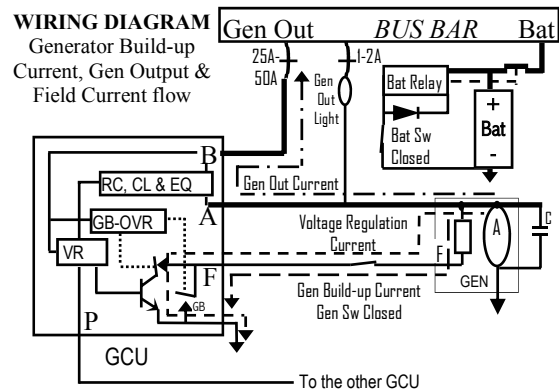 WIRING DIAGRAM
Generator Build-up
Current, Gen Output &
Field Current flow
Gen Out BUS BAR Bat
25A-
50A
1-2A
Gen
Out
Light
Bat Relay
Bat Sw
Closed
+
Bat
-
B
RC, CL & EQ
A
Gen Out Current
GB-OVR
VR
F
GB
P
GCU
Voltage Regulation
Current
F
A
C
GEN
Gen Build-up Current
Gen Sw Closed
To the other GCU